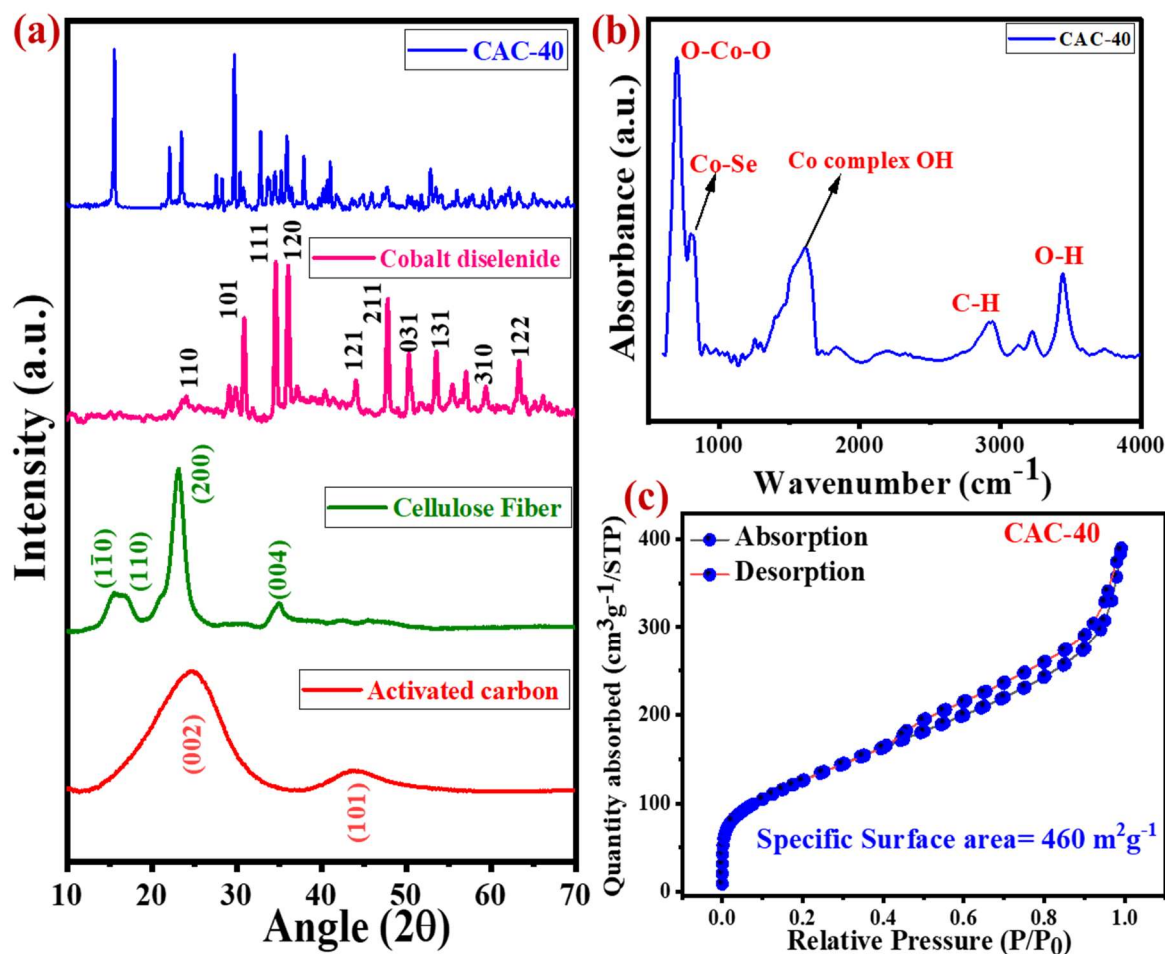 (a)
CAC-40
Cobalt diselenide
110
101
111
120
121
211
031
131
310
122
Cellulose Fiber
(11̅0)
(110)
(200)
(004)
Activated carbon
(002)
(101)
Intensity (a.u.)
10 20 30 40 50 60 70
Angle (2θ)
(b)
CAC-40
O-Co-O
Co-Se
Co complex OH
C-H
O-H
Absorbance (a.u.)
1000 2000 3000 4000
Wavenumber (cm⁻¹)
(c)
Absorption
Desorption
CAC-40
Specific Surface area= 460 m²g⁻¹
Quantity absorbed (cm³g⁻¹/STP)
400
300
200
100
0
0.0 0.2 0.4 0.6 0.8 1.0
Relative Pressure (P/P₀)